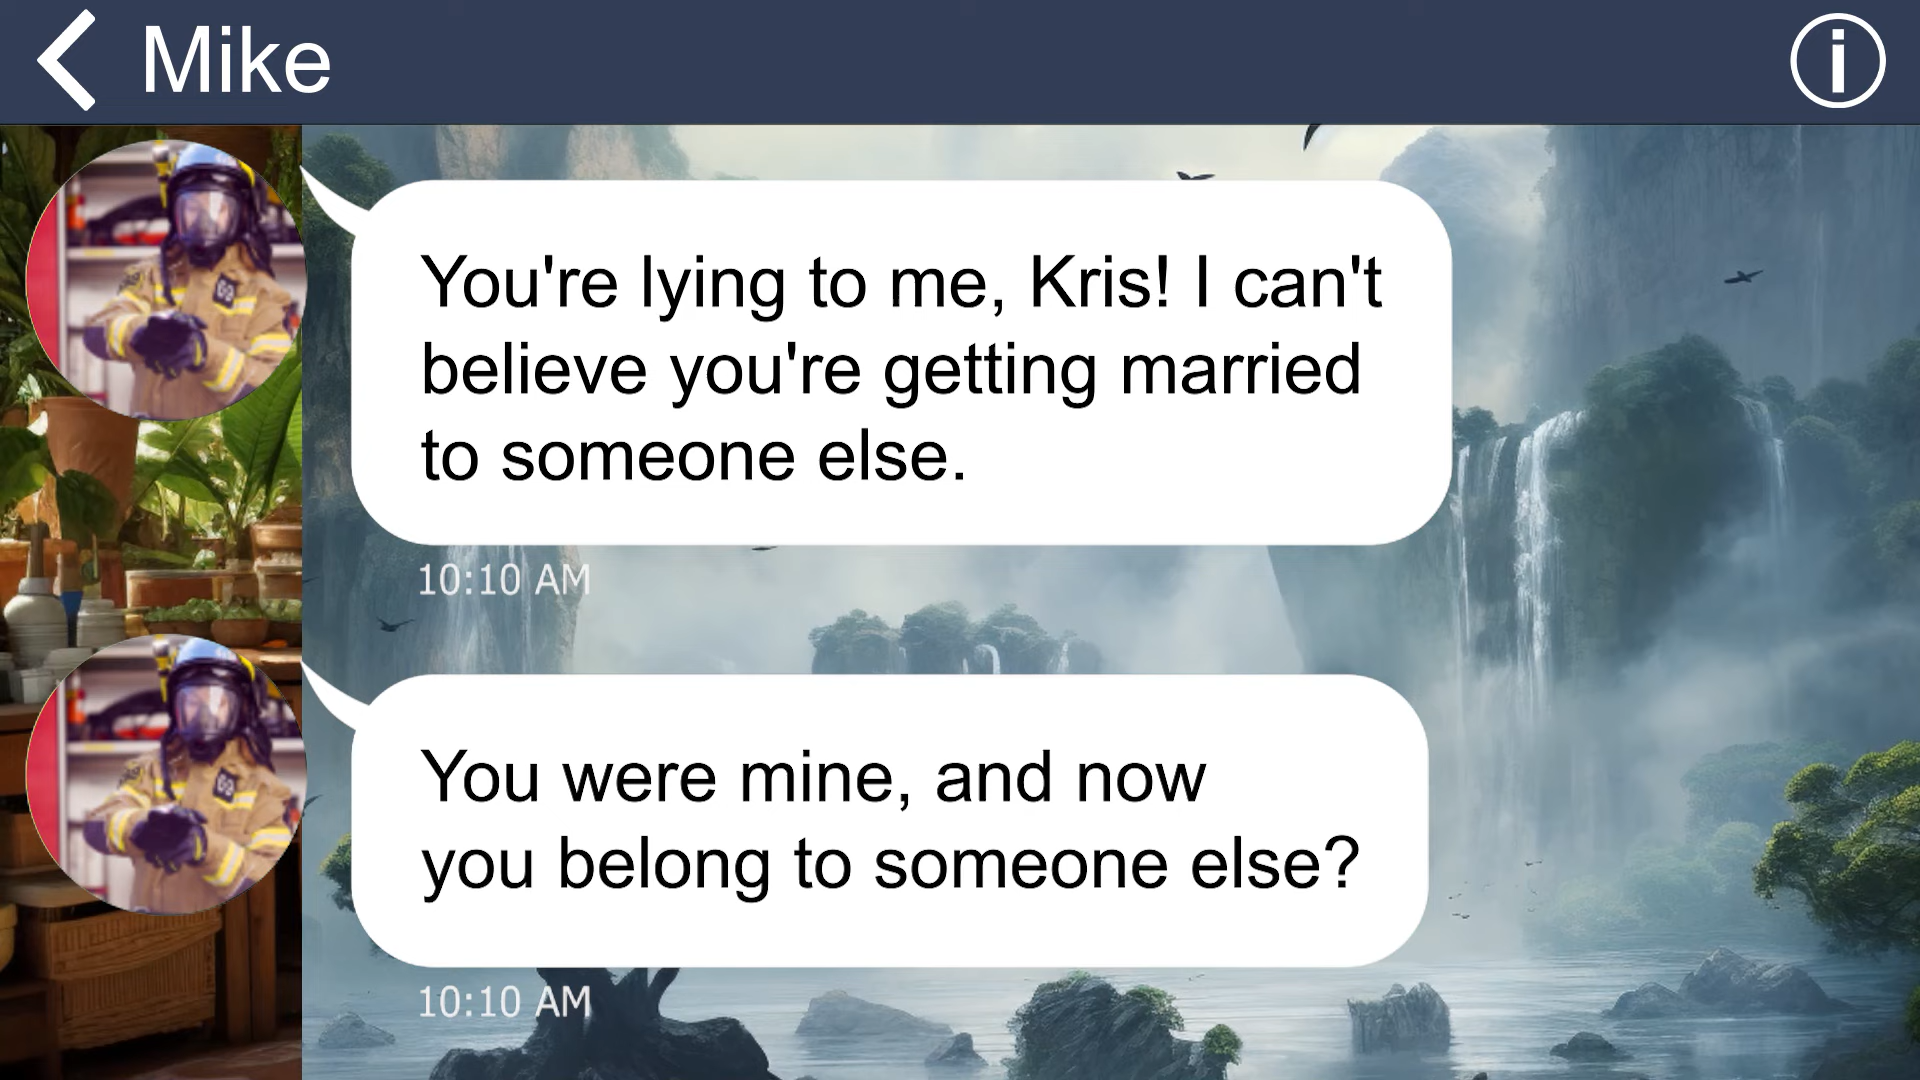 Mike
You're lying to me, Kris! I can't
believe you're getting married
to someone else.
10:10 AM
You were mine, and now
you belong to someone else?
10:10 AM